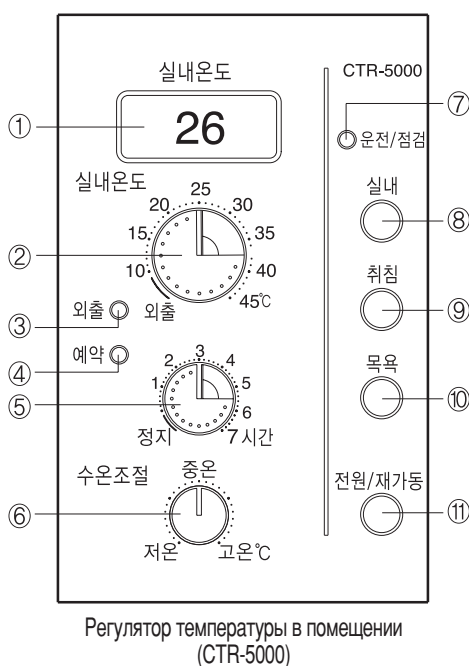 실내온도
CTR-5000
① 26 ⑦
운전/점검
실내온도
실내
⑧
10 15 20 25 30 35 40 45℃
②
외출
취침
⑨
③ 외출
④ 예약
목욕
⑩
⑤
1 2 3 4 5 6 7 시간
정지
수온조절
중온
전원/재가동
⑥
⑪
저온 고온℃
Регулятор температуры в помещении
(CTR-5000)